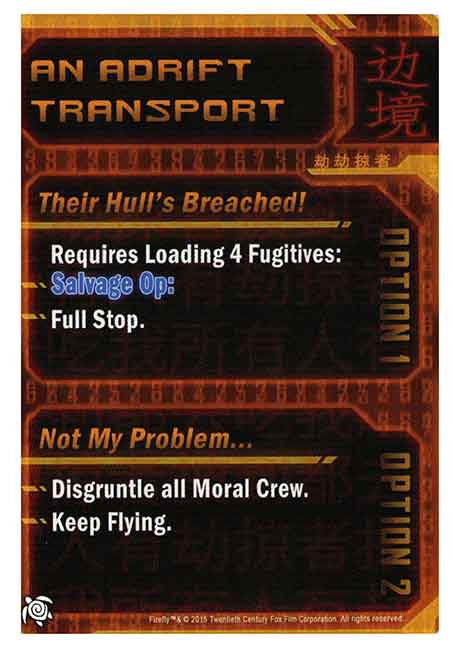 AN ADRIFT
TRANSPORT
边境
劫劫掠者
Their Hull's Breached!
Requires Loading 4 Fugitives:
Salvage Op:
Full Stop.
OPTION 1
Not My Problem...
Disgruntle all Moral Crew.
Keep Flying.
OPTION 2
Firefly™ & © 2015 Twentieth Century Fox Film Corporation. All rights reserved.